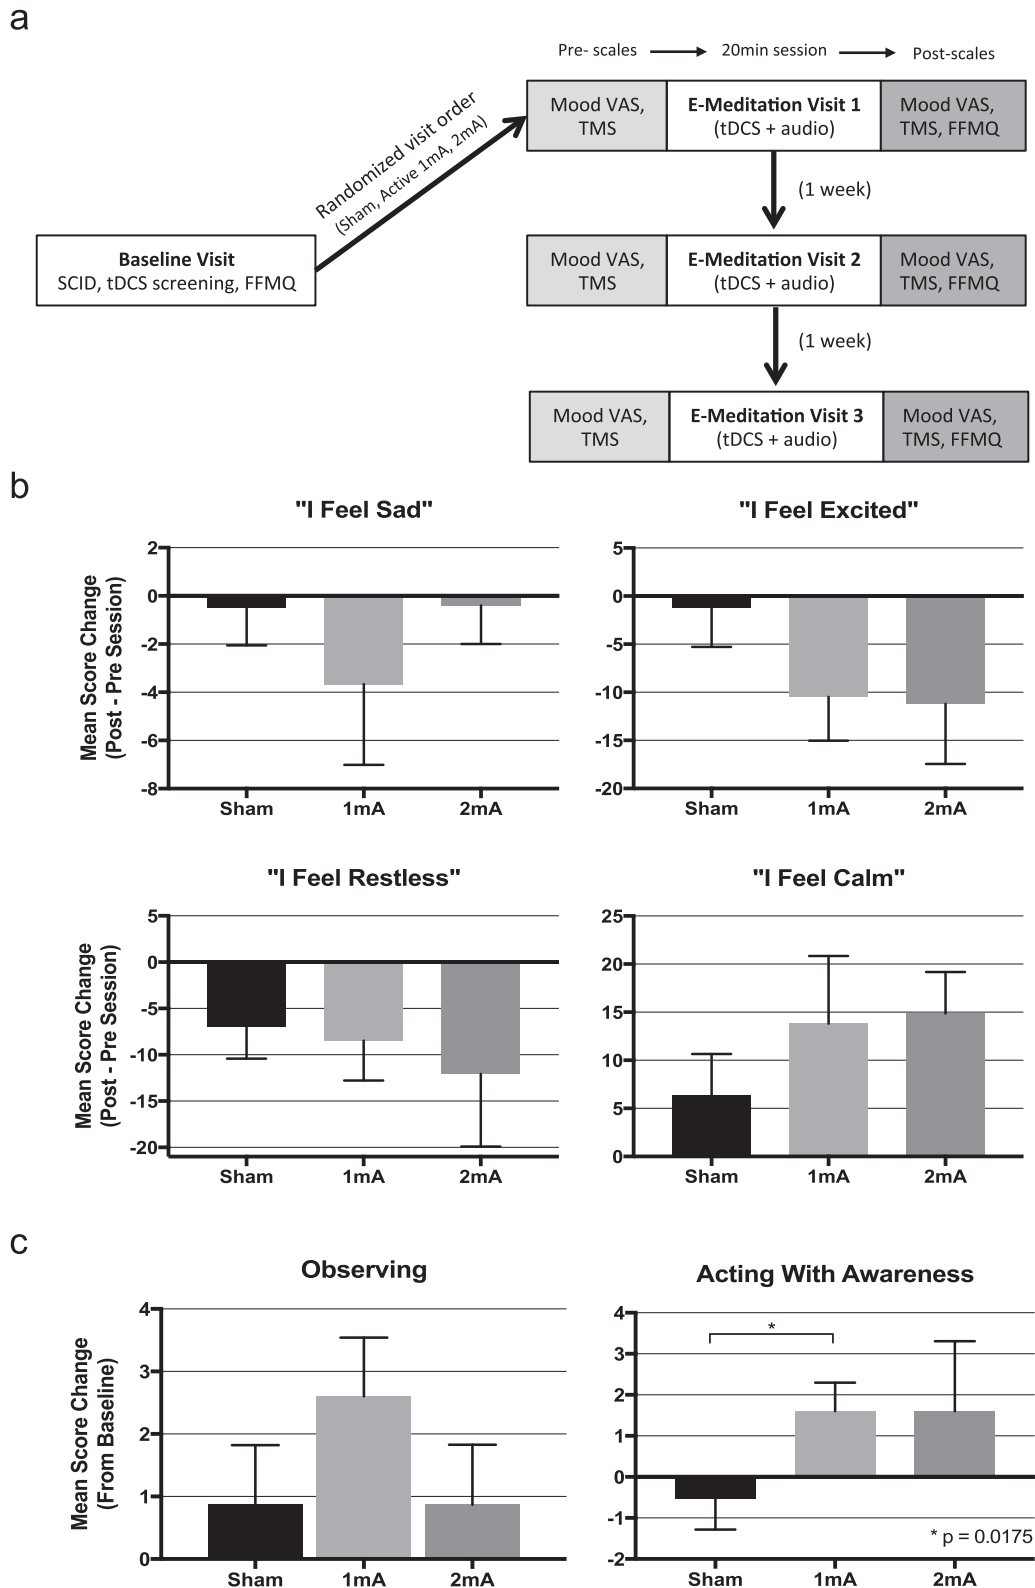 a
Pre- scales 20min session Post-scales
Randomized visit order
(Sham, Active 1mA, 2mA)
Mood VAS,
TMS
E-Meditation Visit 1
(tDCS + audio)
Mood VAS,
TMS, FFMQ
(1 week)
Baseline Visit
SCID, tDCS screening, FFMQ
Mood VAS,
TMS
E-Meditation Visit 2
(tDCS + audio)
Mood VAS,
TMS, FFMQ
(1 week)
Mood VAS,
TMS
E-Meditation Visit 3
(tDCS + audio)
Mood VAS,
TMS, FFMQ
b
"I Feel Sad"
Mean Score Change
(Post - Pre Session)
2
0
-2
-4
-6
-8
Sham 1mA 2mA
"I Feel Excited"
5
0
-5
-10
-15
-20
Sham 1mA 2mA
"I Feel Restless"
Mean Score Change
(Post - Pre Session)
5
0
-5
-10
-15
-20
Sham 1mA 2mA
"I Feel Calm"
25
20
15
10
5
0
Sham 1mA 2mA
c
Observing
Mean Score Change
(From Baseline)
4
3
2
1
0
Sham 1mA 2mA
Acting With Awareness
4
3
2
1
0
-1
-2
*
* p = 0.0175
Sham 1mA 2mA